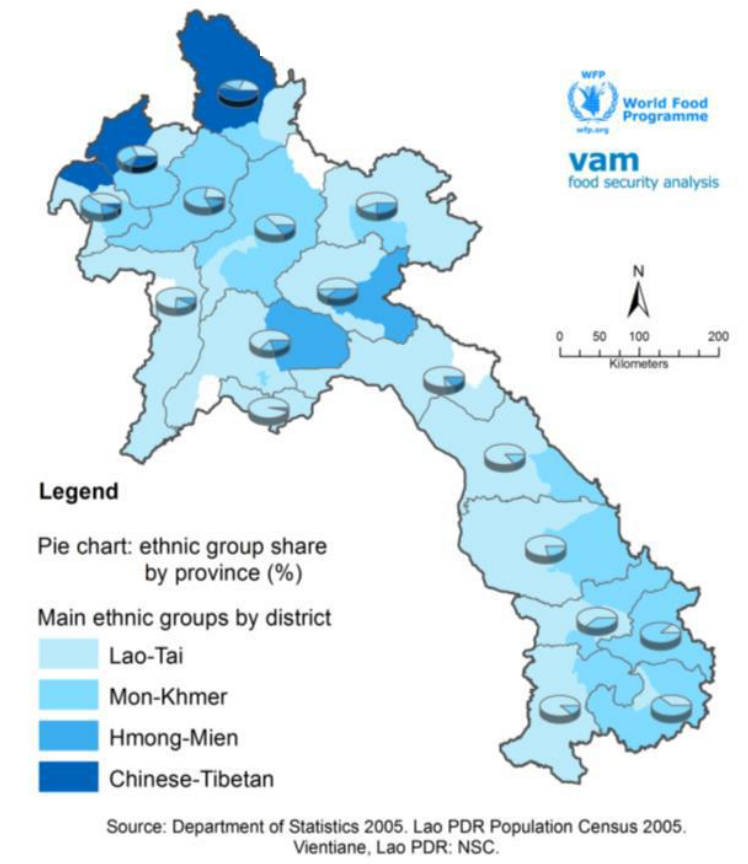 WFP
World Food
Programme
wfp.org
vam
food security analysis
N
0 50 100 200
Kilometers
Legend
Pie chart: ethnic group share
by province (%)
Main ethnic groups by district
Lao-Tai
Mon-Khmer
Hmong-Mien
Chinese-Tibetan
Source: Department of Statistics 2005. Lao PDR Population Census 2005.
Vientiane, Lao PDR: NSC.